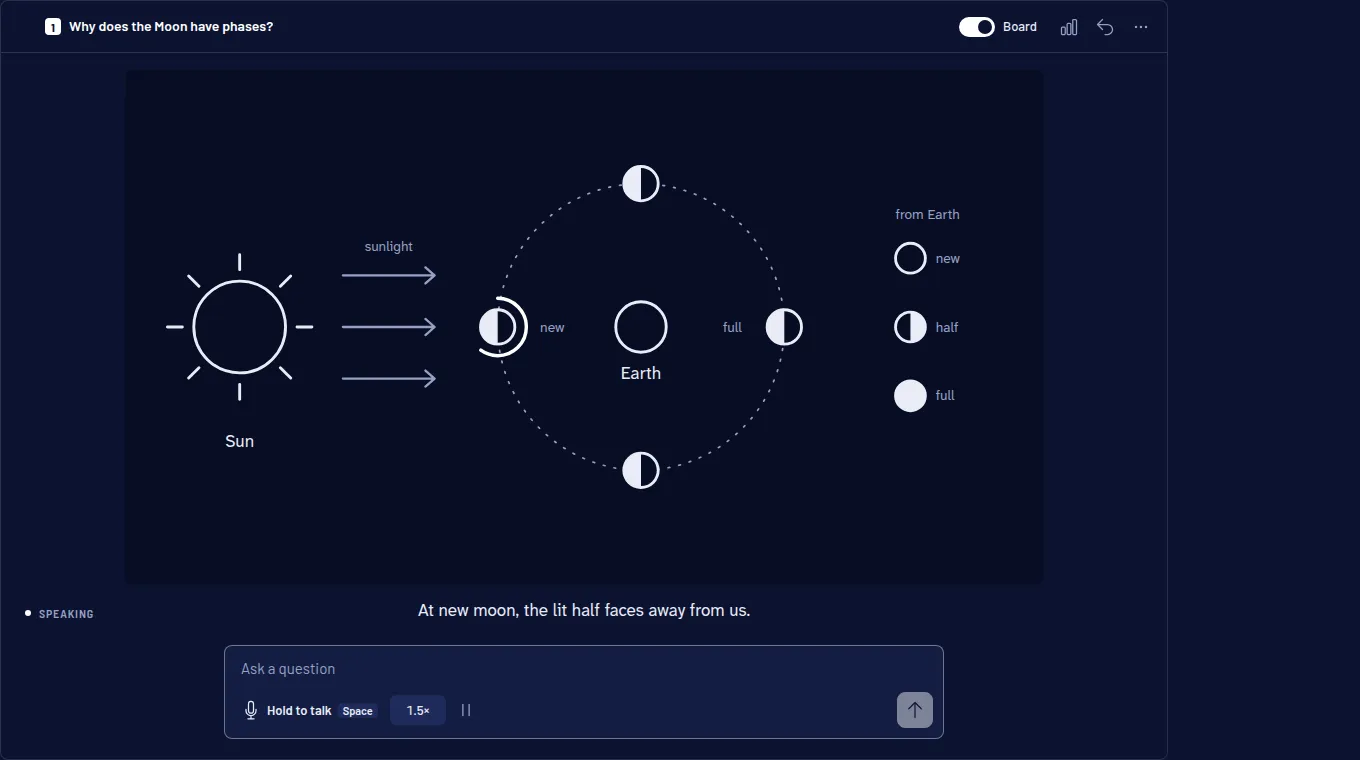 1 Why does the Moon have phases?
Board
sunlight
Sun
new
Earth
full
from Earth
new
half
full
SPEAKING
At new moon, the lit half faces away from us.
Ask a question
Hold to talk Space 1.5×